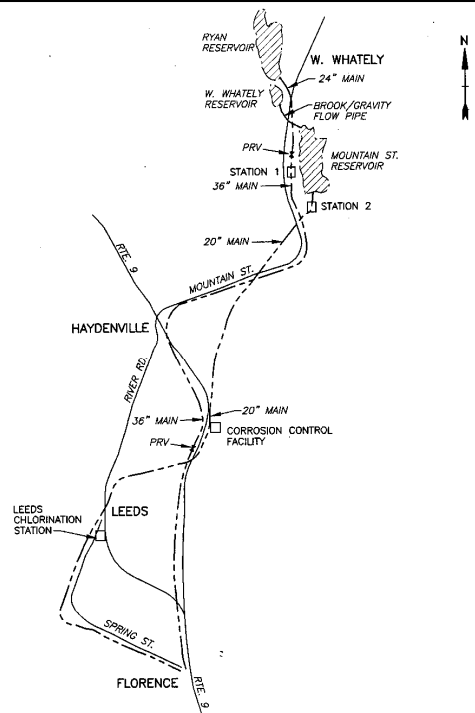 RYAN
RESERVOIR
W. WHATELY
N
24" MAIN
W. WHATELY
RESERVOIR
BROOK/GRAVITY
FLOW PIPE
PRV
MOUNTAIN ST.
RESERVOIR
STATION 1
36" MAIN
STATION 2
20" MAIN
RTE. 9
MOUNTAIN ST.
HAYDENVILLE
RIVER RD.
36" MAIN
20" MAIN
CORROSION CONTROL
FACILITY
PRV
LEEDS
CHLORINATION
STATION
LEEDS
SPRING ST.
FLORENCE
RTE. 9